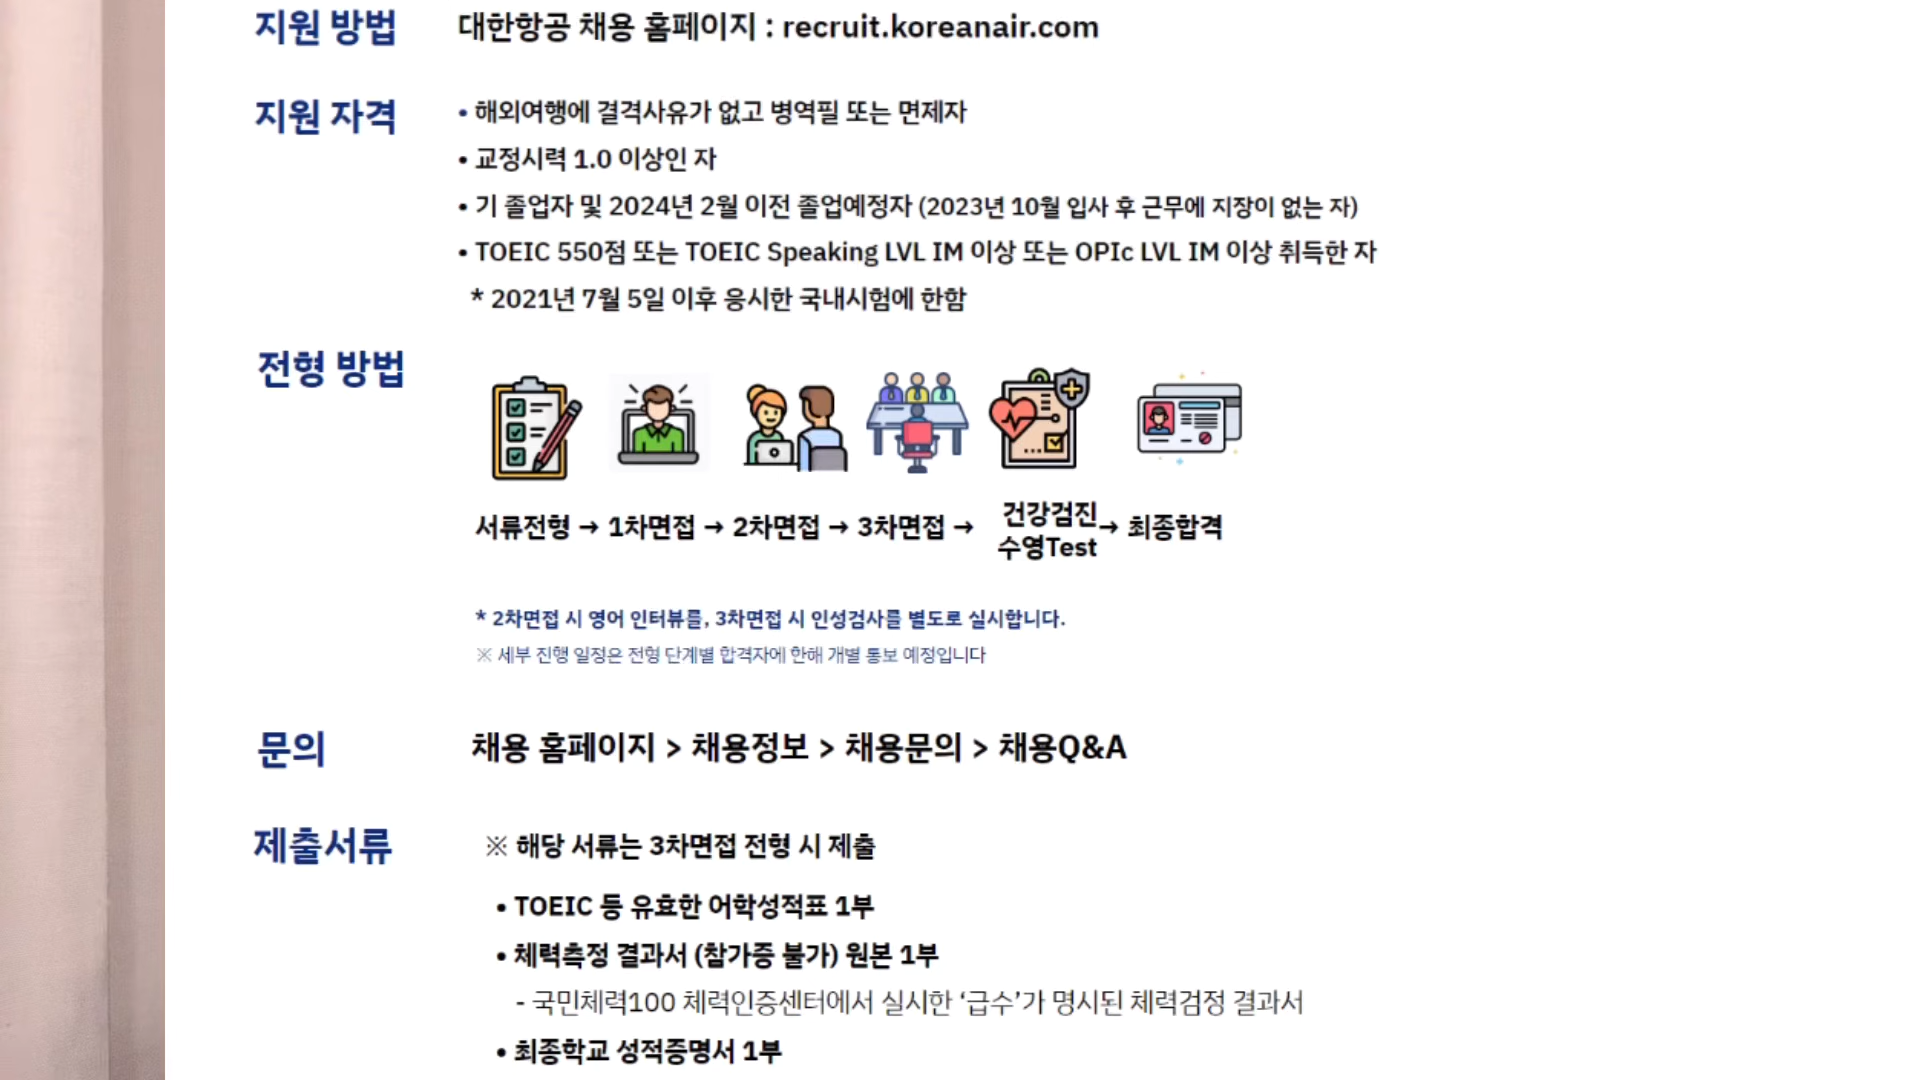 지원 방법
대한항공 채용 홈페이지 : recruit.koreanair.com
지원 자격
• 해외여행에 결격사유가 없고 병역필 또는 면제자
• 교정시력 1.0 이상인 자
• 기 졸업자 및 2024년 2월 이전 졸업예정자 (2023년 10월 입사 후 근무에 지장이 없는 자)
• TOEIC 550점 또는 TOEIC Speaking LVL IM 이상 또는 OPIc LVL IM 이상 취득한 자
* 2021년 7월 5일 이후 응시한 국내시험에 한함
전형 방법
서류전형 → 1차면접 → 2차면접 → 3차면접 → 건강검진 수영Test → 최종합격
* 2차면접 시 영어 인터뷰를, 3차면접 시 인성검사를 별도로 실시합니다.
※ 세부 진행 일정은 전형 단계별 합격자에 한해 개별 통보 예정입니다
문의
채용 홈페이지 > 채용정보 > 채용문의 > 채용Q&A
제출서류
※ 해당 서류는 3차면접 전형 시 제출
• TOEIC 등 유효한 어학성적표 1부
• 체력측정 결과서 (참가증 불가) 원본 1부
- 국민체력100 체력인증센터에서 실시한 ‘급수’가 명시된 체력검정 결과서
• 최종학교 성적증명서 1부